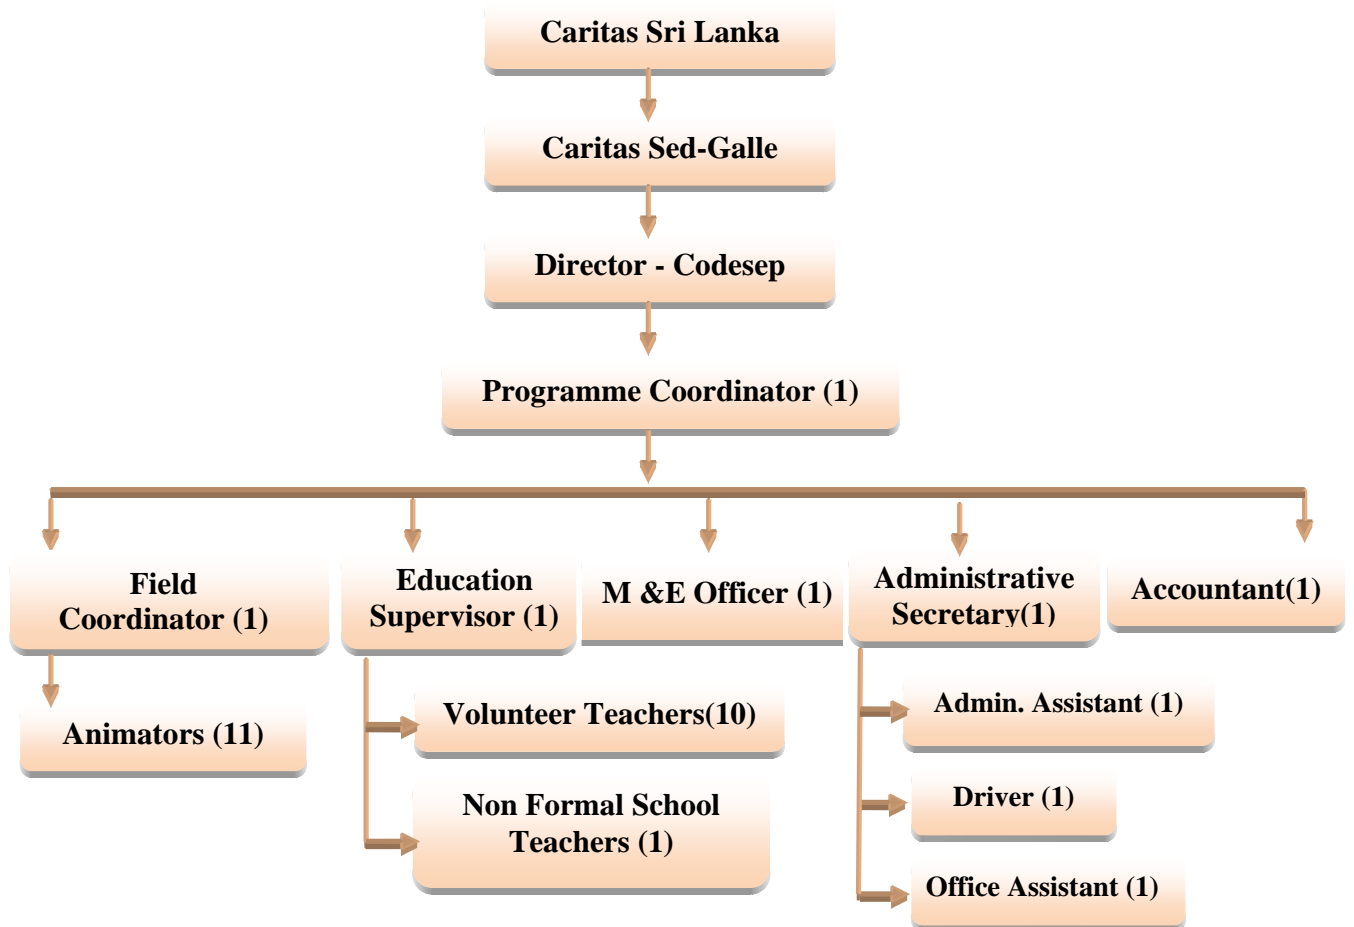 Caritas Sri Lanka
Caritas Sed-Galle
Director - Codesep
Programme Coordinator (1)
Field
Coordinator (1)
Education
Supervisor (1)
M &E Officer (1)
Administrative
Secretary(1)
Accountant(1)
Animators (11)
Volunteer Teachers(10)
Non Formal School
Teachers (1)
Admin. Assistant (1)
Driver (1)
Office Assistant (1)